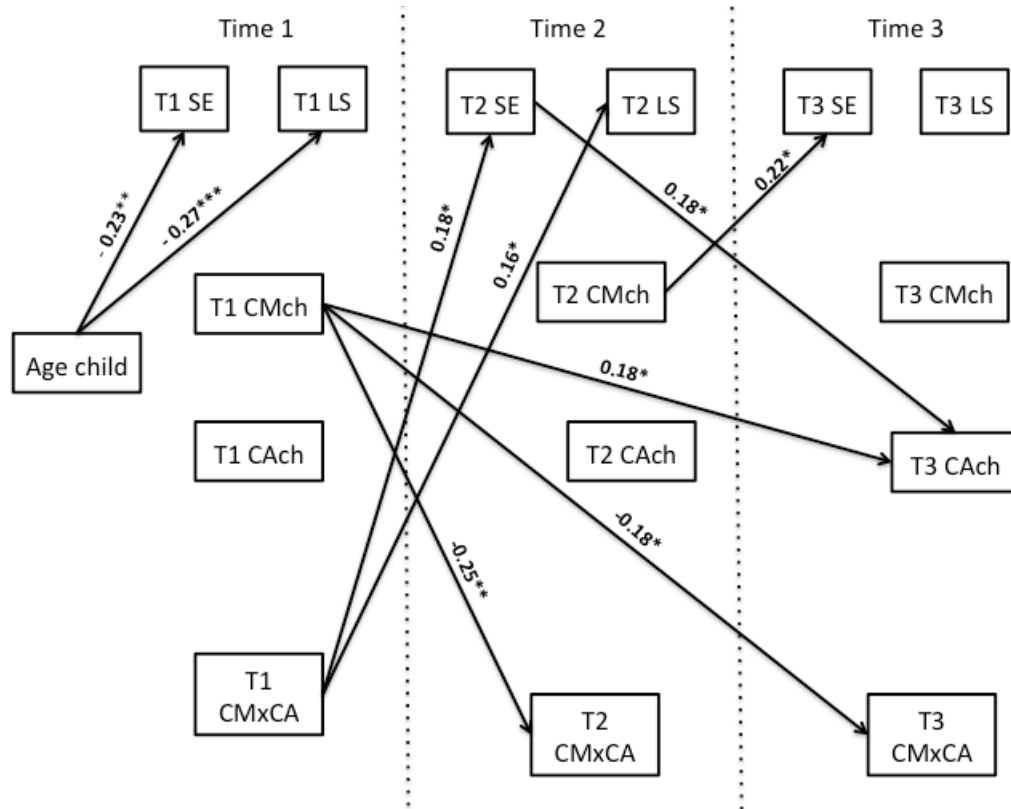 Time 1
Time 2
Time 3
T1 SE
T1 LS
T2 SE
T2 LS
T3 SE
T3 LS
- 0.23**
- 0.27***
0.18*
0.16*
0.18*
0.22*
T1 CMch
T2 CMch
T3 CMch
Age child
0.18*
T1 CAch
T2 CAch
T3 CAch
-0.25**
-0.18*
T1
CMxCA
T2
CMxCA
T3
CMxCA